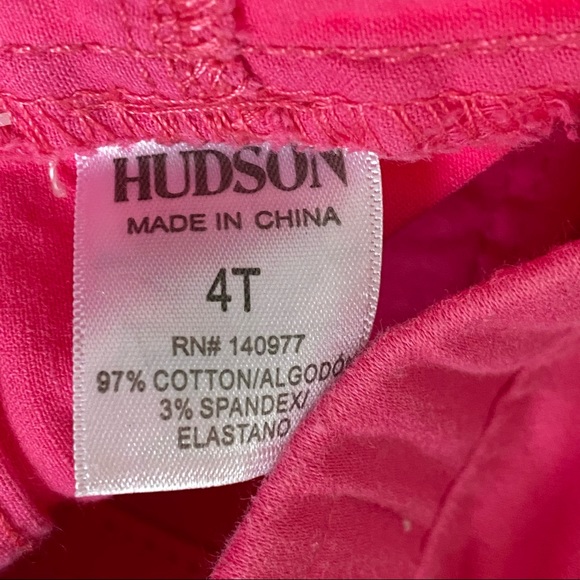 HUDSON
MADE IN CHINA
4T
RN# 140977
97% COTTON/ALGODÓN
3% SPANDEX/
ELASTANO